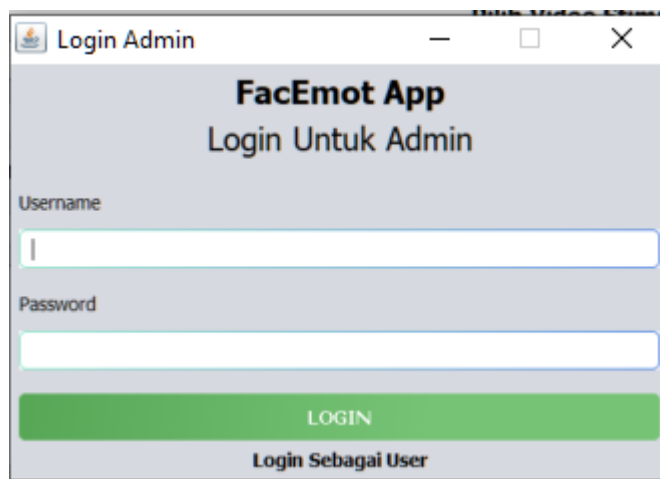 Login Admin
FacEmot App
Login Untuk Admin
Username
Password
LOGIN
Login Sebagai User